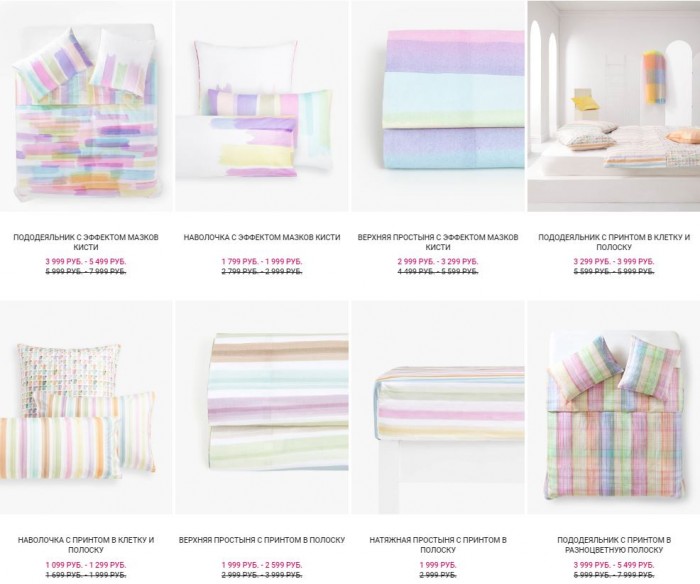 ПОДОДЕЯЛЬНИК С ЭФФЕКТОМ МАЗКОВ
КИСТИ
3 999 РУБ. - 5 499 РУБ.
5 999 РУБ. - 7 999 РУБ.
НАВОЛОЧКА С ЭФФЕКТОМ МАЗКОВ КИСТИ
1 799 РУБ. - 1 999 РУБ.
2 799 РУБ. - 2 999 РУБ.
ВЕРХНЯЯ ПРОСТЫНЯ С ЭФФЕКТОМ МАЗКОВ
КИСТИ
2 999 РУБ. - 3 299 РУБ.
4 499 РУБ. - 5 599 РУБ.
ПОДОДЕЯЛЬНИК С ПРИНТОМ В КЛЕТКУ И
ПОЛОСКУ
3 299 РУБ. - 3 999 РУБ.
5 599 РУБ. - 5 999 РУБ.
НАВОЛОЧКА С ПРИНТОМ В КЛЕТКУ И
ПОЛОСКУ
1 099 РУБ. - 1 299 РУБ.
1 699 РУБ. - 1 999 РУБ.
ВЕРХНЯЯ ПРОСТЫНЯ С ПРИНТОМ В ПОЛОСКУ
1 999 РУБ. - 2 599 РУБ.
2 999 РУБ. - 3 999 РУБ.
НАТЯЖНАЯ ПРОСТЫНЯ С ПРИНТОМ В
ПОЛОСКУ
1 999 РУБ.
2 999 РУБ.
ПОДОДЕЯЛЬНИК С ПРИНТОМ В
РАЗНОЦВЕТНУЮ ПОЛОСКУ
3 999 РУБ. - 5 499 РУБ.
5 999 РУБ. - 7 999 РУБ.